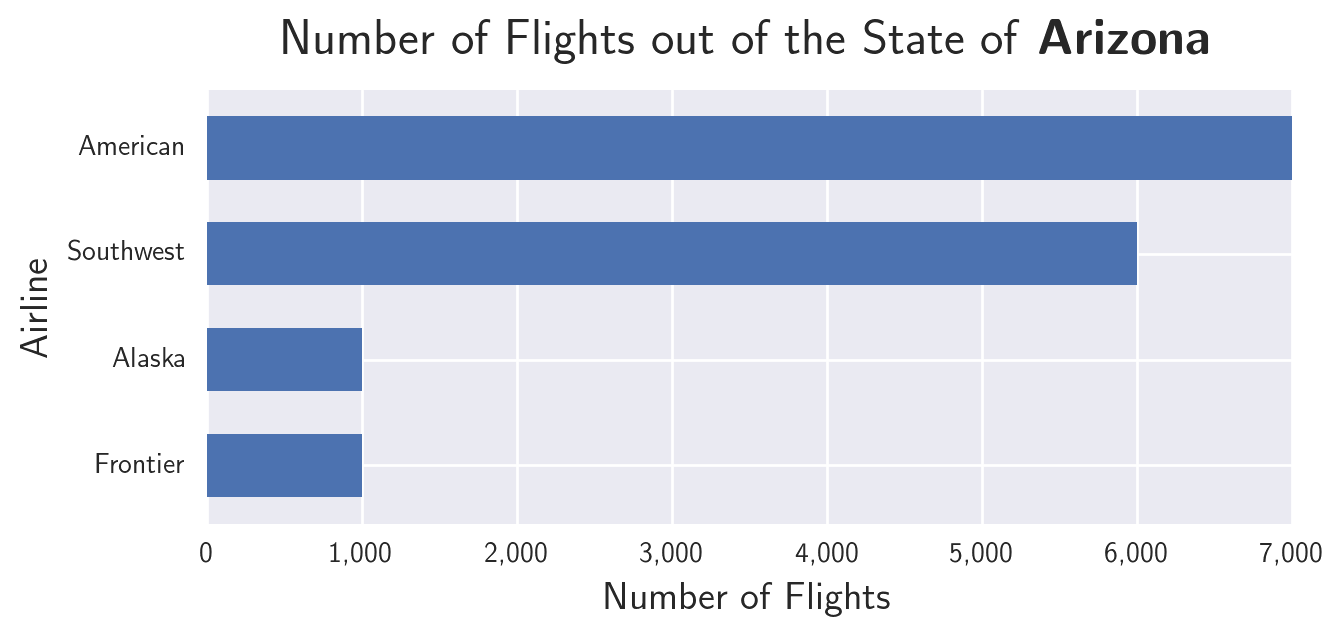 Number of Flights out of the State of Arizona
American
Southwest
Alaska
Frontier
Airline
0 1,000 2,000 3,000 4,000 5,000 6,000 7,000
Number of Flights